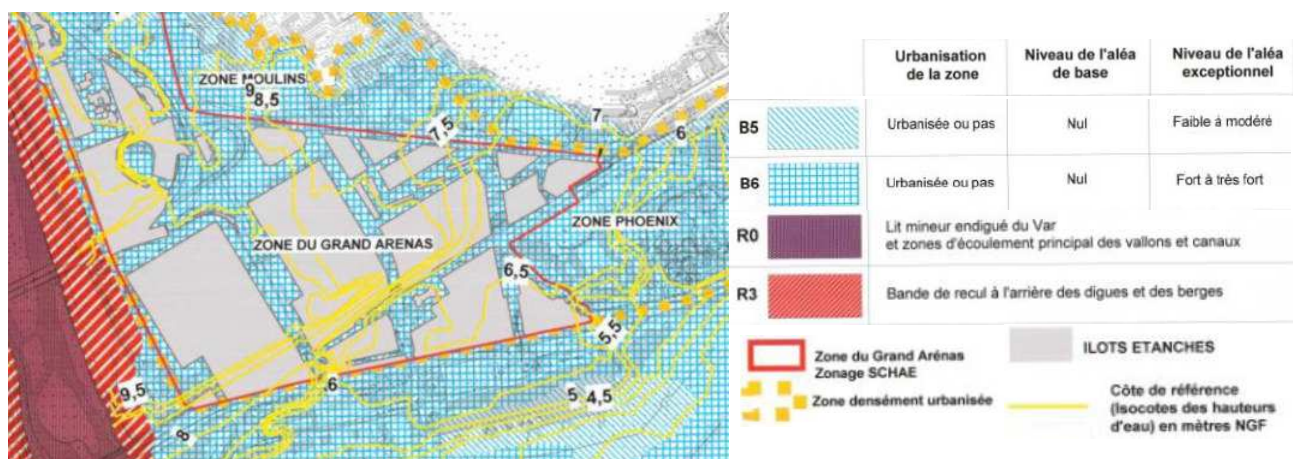 ZONE MOULINS
9
8,5
7,5
7
6
ZONE DU GRAND ARENAS
ZONE PHOENIX
6,5
5,5
9,5
8
6
5 4,5
Urbanisation
de la zone
Niveau de l'aléa
de base
Niveau de l'aléa
exceptionnel
B5
Urbanisée ou pas
Nul
Faible à modéré
B6
Urbanisée ou pas
Nul
Fort à très fort
R0
Lit mineur endigué du Var
et zones d'écoulement principal des vallons et canaux
R3
Bande de recul à l'arrière des digues et des berges
Zone du Grand Arénas
Zonage SCHAE
Zone densément urbanisée
ILOTS ETANCHES
Côte de référence
(Isocotes des hauteurs
d'eau) en mètres NGF